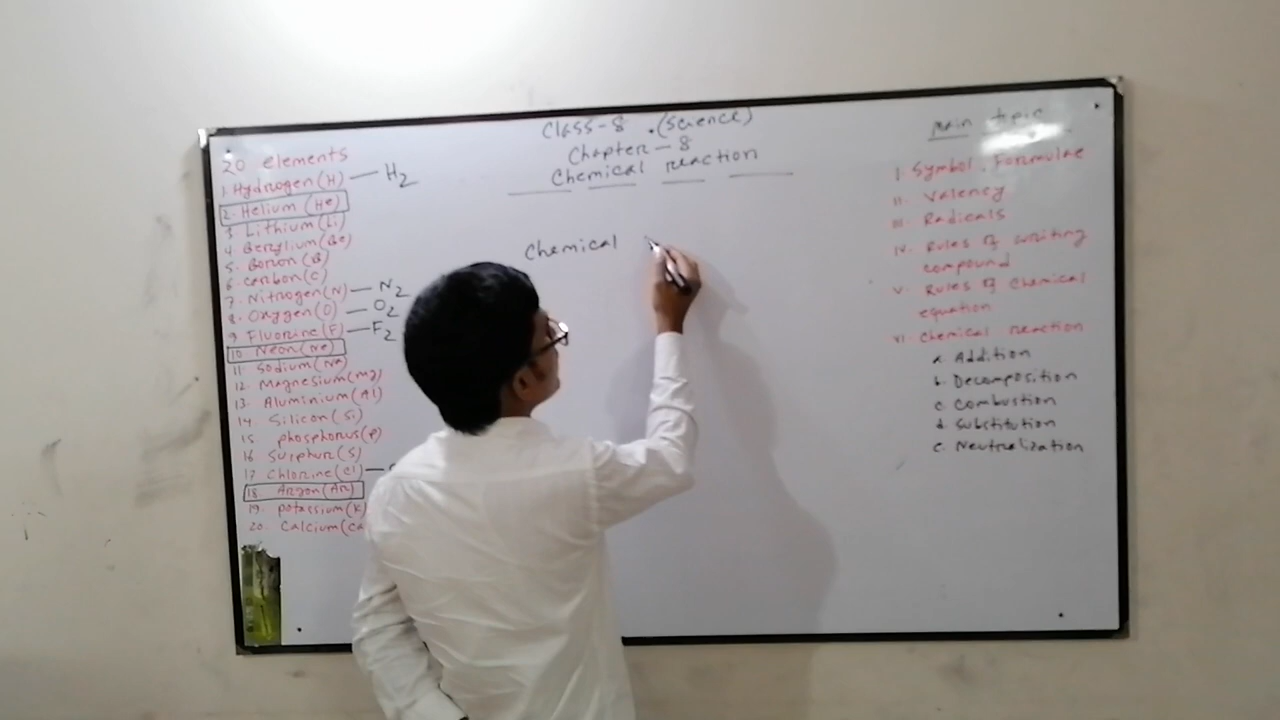 Class-8 .(Science)
Chapter - 8
Chemical reaction
20 elements
1. Hydrogen (H) — H2
2. Helium (He)
3. Lithium (Li)
4. Berylium (Be)
5. Boron (B)
6. Carbon (C)
7. Nitrogen (N) — N2
8. Oxygen (O) — O2
9. Fluorine (F) — F2
10. Neon (Ne)
11. Sodium (Na)
12. Magnesium (Mg)
13. Aluminium (Al)
14. Silicon (Si)
15. phosphorus (P)
16. Sulphur (S)
17. Chlorine (Cl) —
18. Argon (Ar)
19. potassium (K)
20. Calcium (Ca
Chemical
Main topic
I. Symbol, Formulae
II. Valency
III. Radicals
IV. Rules of writing
compound
V. Rules of Chemical
equation
VI. Chemical reaction
a. Addition
b. Decomposition
c. Combustion
d. Substitution
e. Neutralization